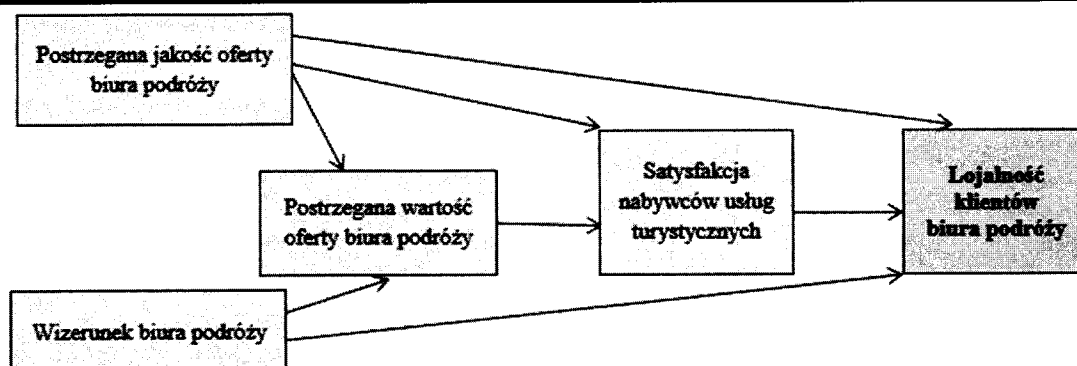 Postrzegana jakość oferty
biura podróży
Postrzegana wartość
oferty biura podróży
Satysfakcja
nabywców usług
turystycznych
Lojalność
klientów
biura podróży
Wizerunek biura podróży